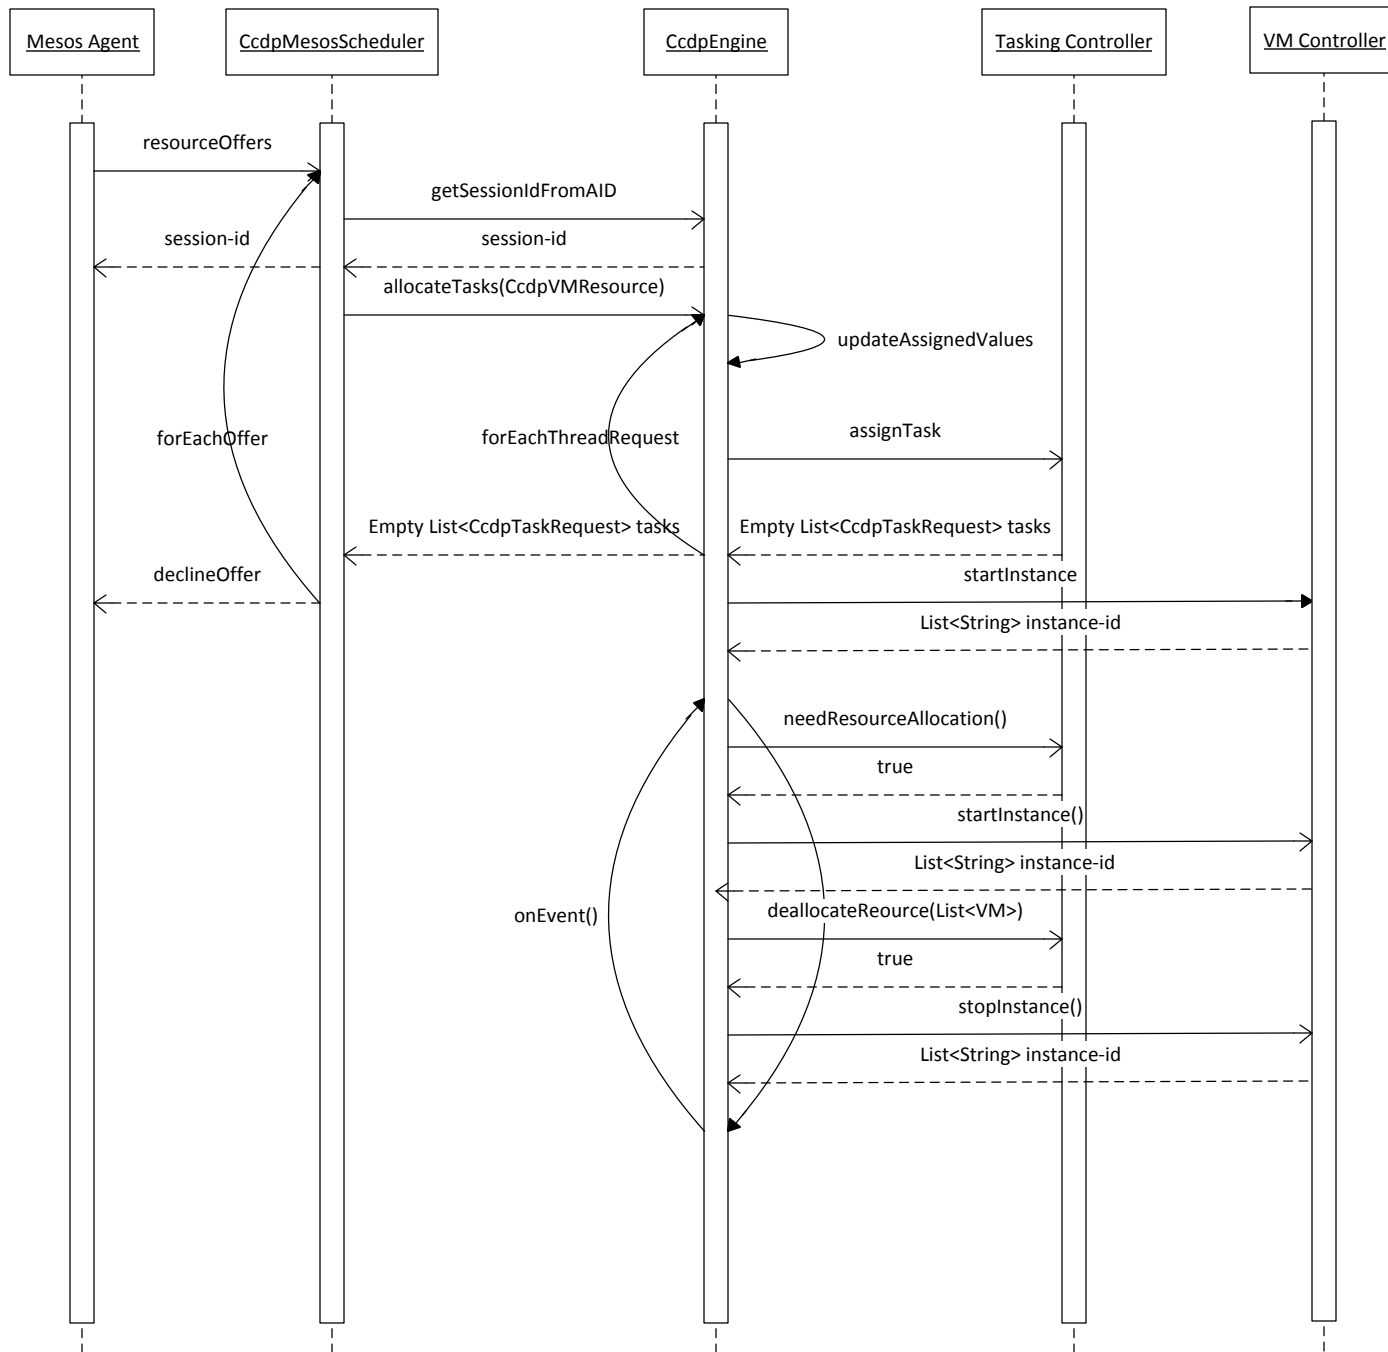 Mesos Agent
CcdpMesosScheduler
CcdpEngine
Tasking Controller
VM Controller
resourceOffers
getSessionIdFromAID
session-id
session-id
allocateTasks(CcdpVMResource)
updateAssignedValues
forEachOffer
forEachThreadRequest
assignTask
Empty List<CcdpTaskRequest> tasks
Empty List<CcdpTaskRequest> tasks
declineOffer
startInstance
List<String> instance-id
needResourceAllocation()
true
startInstance()
List<String> instance-id
onEvent()
deallocateReource(List<VM>)
true
stopInstance()
List<String> instance-id